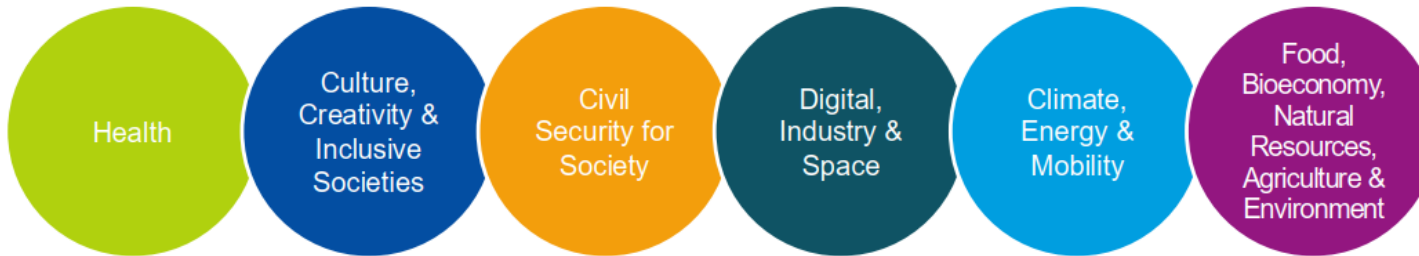 Health
Culture,
Creativity &
Inclusive
Societies
Civil
Security for
Society
Digital,
Industry &
Space
Climate,
Energy &
Mobility
Food,
Bioeconomy,
Natural
Resources,
Agriculture &
Environment